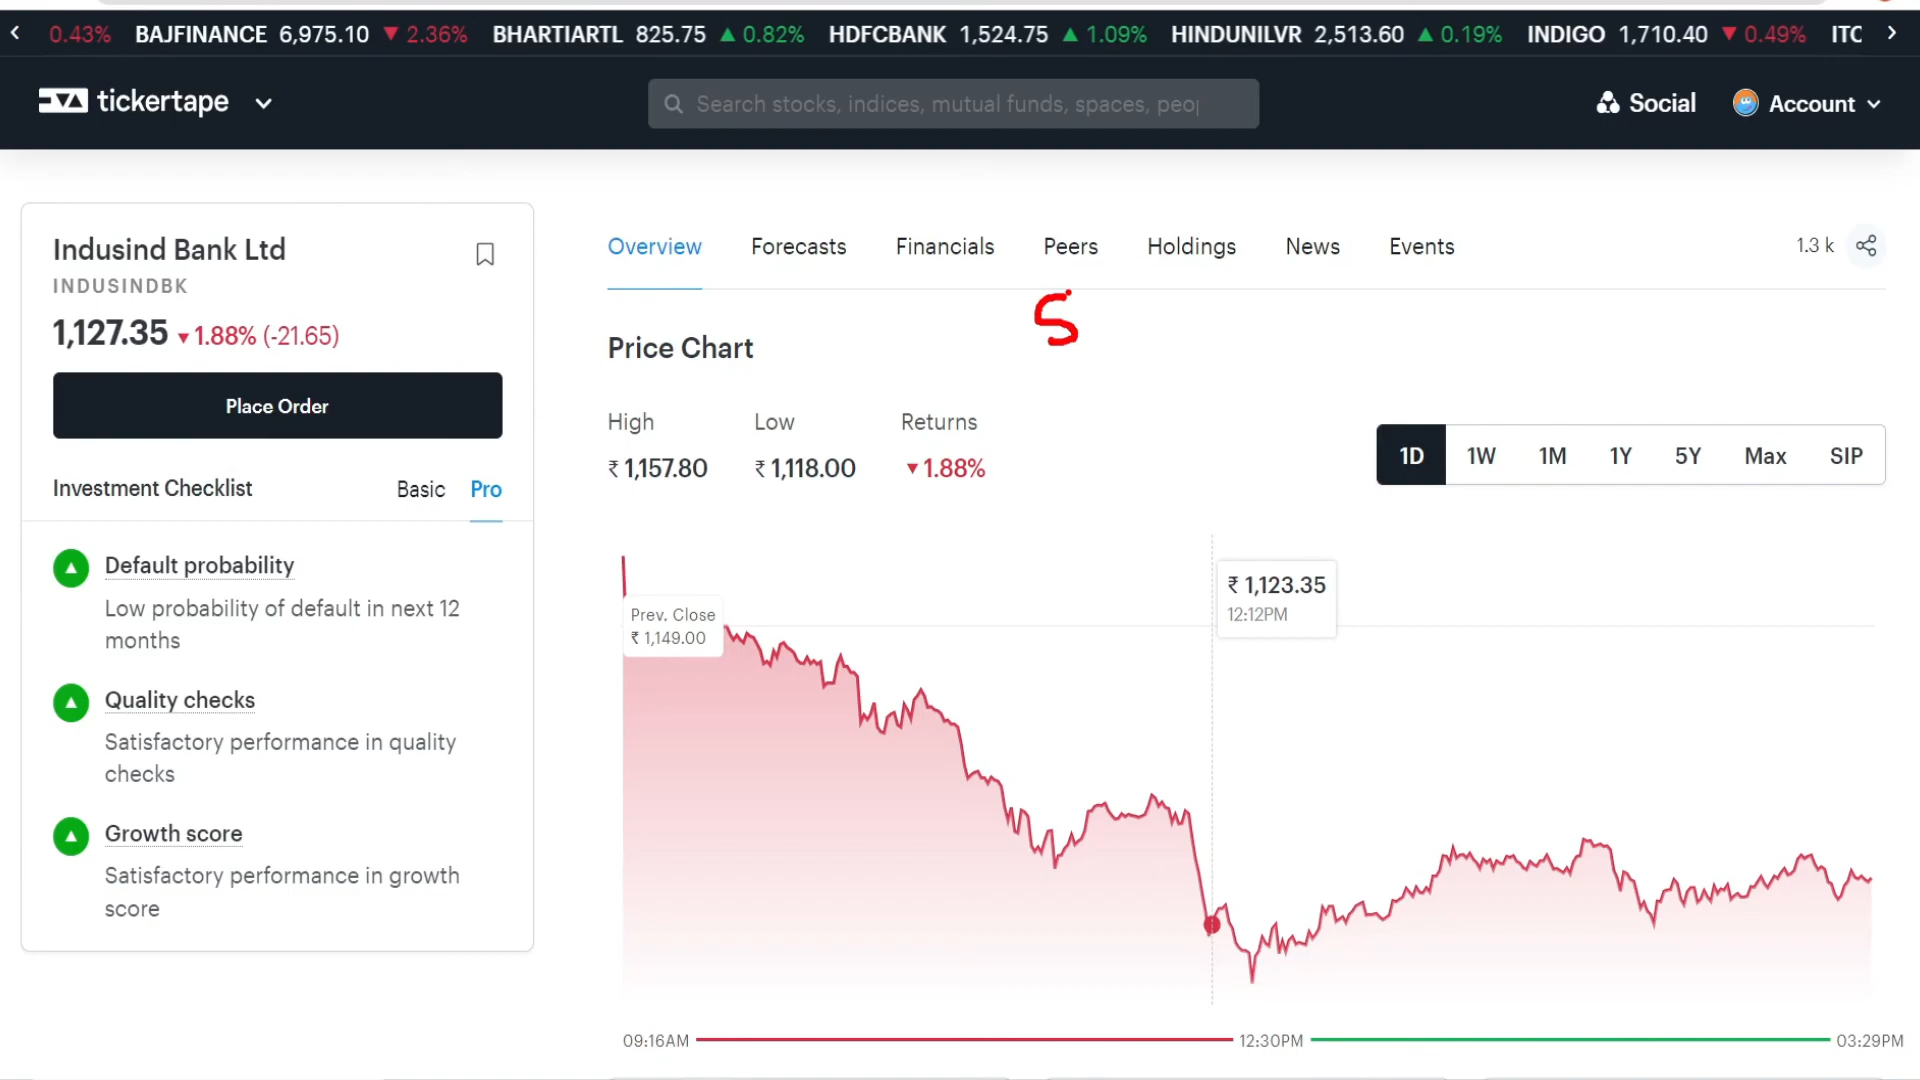 0.43% BAJFINANCE 6,975.10 ▼ 2.36% BHARTIARTL 825.75 ▲ 0.82% HDFCBANK 1,524.75 ▲ 1.09% HINDUNILVR 2,513.60 ▲ 0.19% INDIGO 1,710.40 ▼ 0.49% ITC
tickertape
Search stocks, indices, mutual funds, spaces, peop
Social
Account
Indusind Bank Ltd
INDUSINDBK
1,127.35 ▼ 1.88% (-21.65)
Place Order
Investment Checklist Basic Pro
Default probability
Low probability of default in next 12
months
Quality checks
Satisfactory performance in quality
checks
Growth score
Satisfactory performance in growth
score
Overview Forecasts Financials Peers Holdings News Events 1.3 k
5
Price Chart
High Low Returns
₹ 1,157.80 ₹ 1,118.00 ▼ 1.88%
1D 1W 1M 1Y 5Y Max SIP
₹ 1,123.35
12:12PM
Prev. Close
₹ 1,149.00
09:16AM 12:30PM 03:29PM